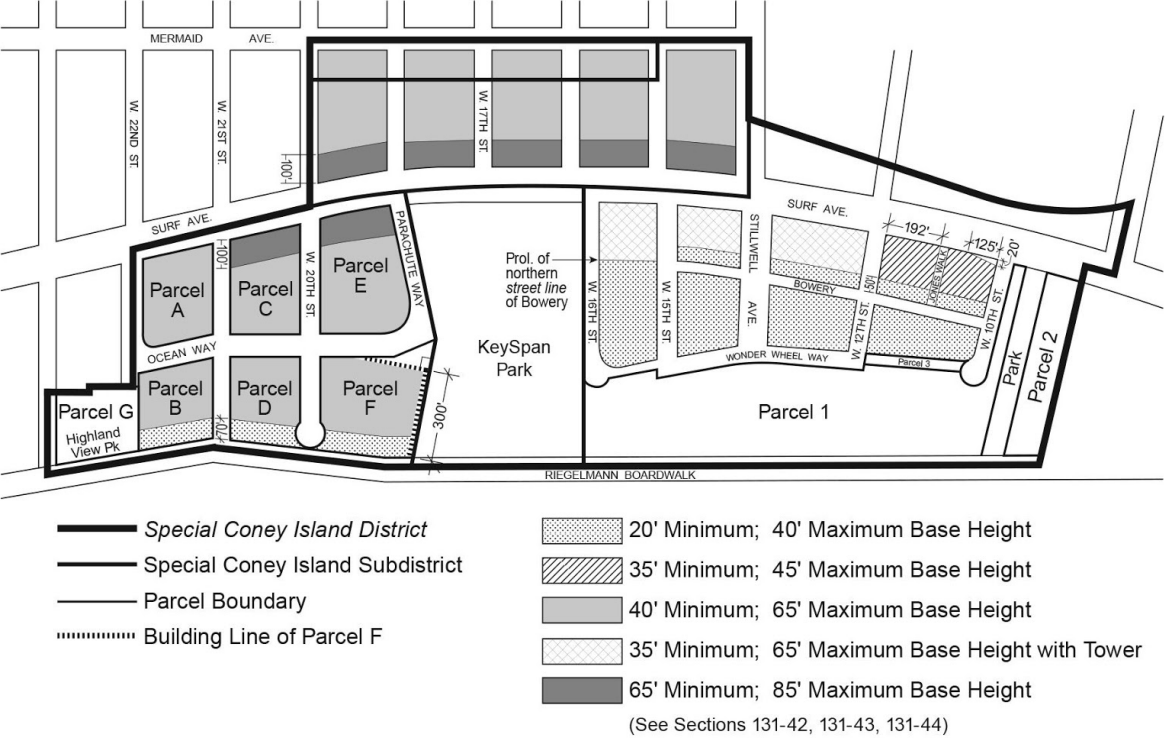 MERMAID AVE.
W. 22ND ST.
W. 21ST ST.
W. 17TH ST.
100'
SURF AVE.
SURF AVE.
192'
125'
20'
100'
W. 20TH ST.
PARACHUTE WAY
STILLWELL AVE.
JONES WALK
Parcel A
Parcel C
Parcel E
Prol. of
northern
street line
of Bowery
BOWERY
50'
W. 16TH ST.
W. 15TH ST.
W. 12TH ST.
W. 10TH ST.
OCEAN WAY
KeySpan
Park
WONDER WHEEL WAY
Parcel 3
Park
Parcel 2
Parcel B
Parcel D
Parcel F
Parcel G
Highland
View Pk
70'
300'
Parcel 1
RIEGELMANN BOARDWALK
Special Coney Island District
Special Coney Island Subdistrict
Parcel Boundary
Building Line of Parcel F
20' Minimum; 40' Maximum Base Height
35' Minimum; 45' Maximum Base Height
40' Minimum; 65' Maximum Base Height
35' Minimum; 65' Maximum Base Height with Tower
65' Minimum; 85' Maximum Base Height
(See Sections 131-42, 131-43, 131-44)